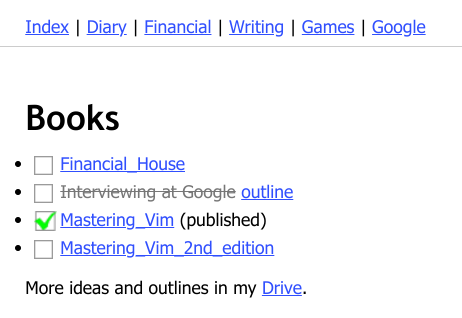 Index | Diary | Financial | Writing | Games | Google
Books
Financial_House
Interviewing at Google outline
Mastering_Vim (published)
Mastering_Vim_2nd_edition
More ideas and outlines in my Drive.